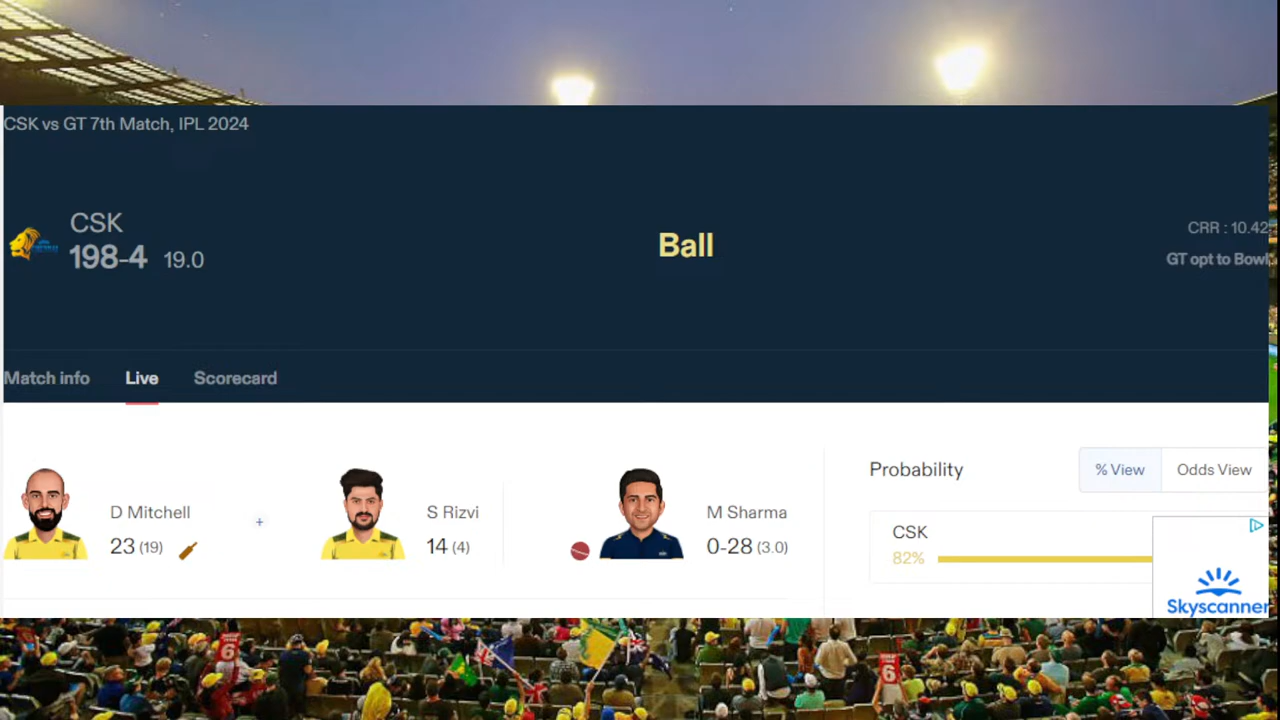 CSK vs GT 7th Match, IPL 2024
CSK
198-4 19.0
Ball
CRR : 10.42
GT opt to Bowl
Match info Live Scorecard
D Mitchell
23 (19)
S Rizvi
14 (4)
M Sharma
0-28 (3.0)
Probability
% View Odds View
CSK
82%
Skyscanner
6
6